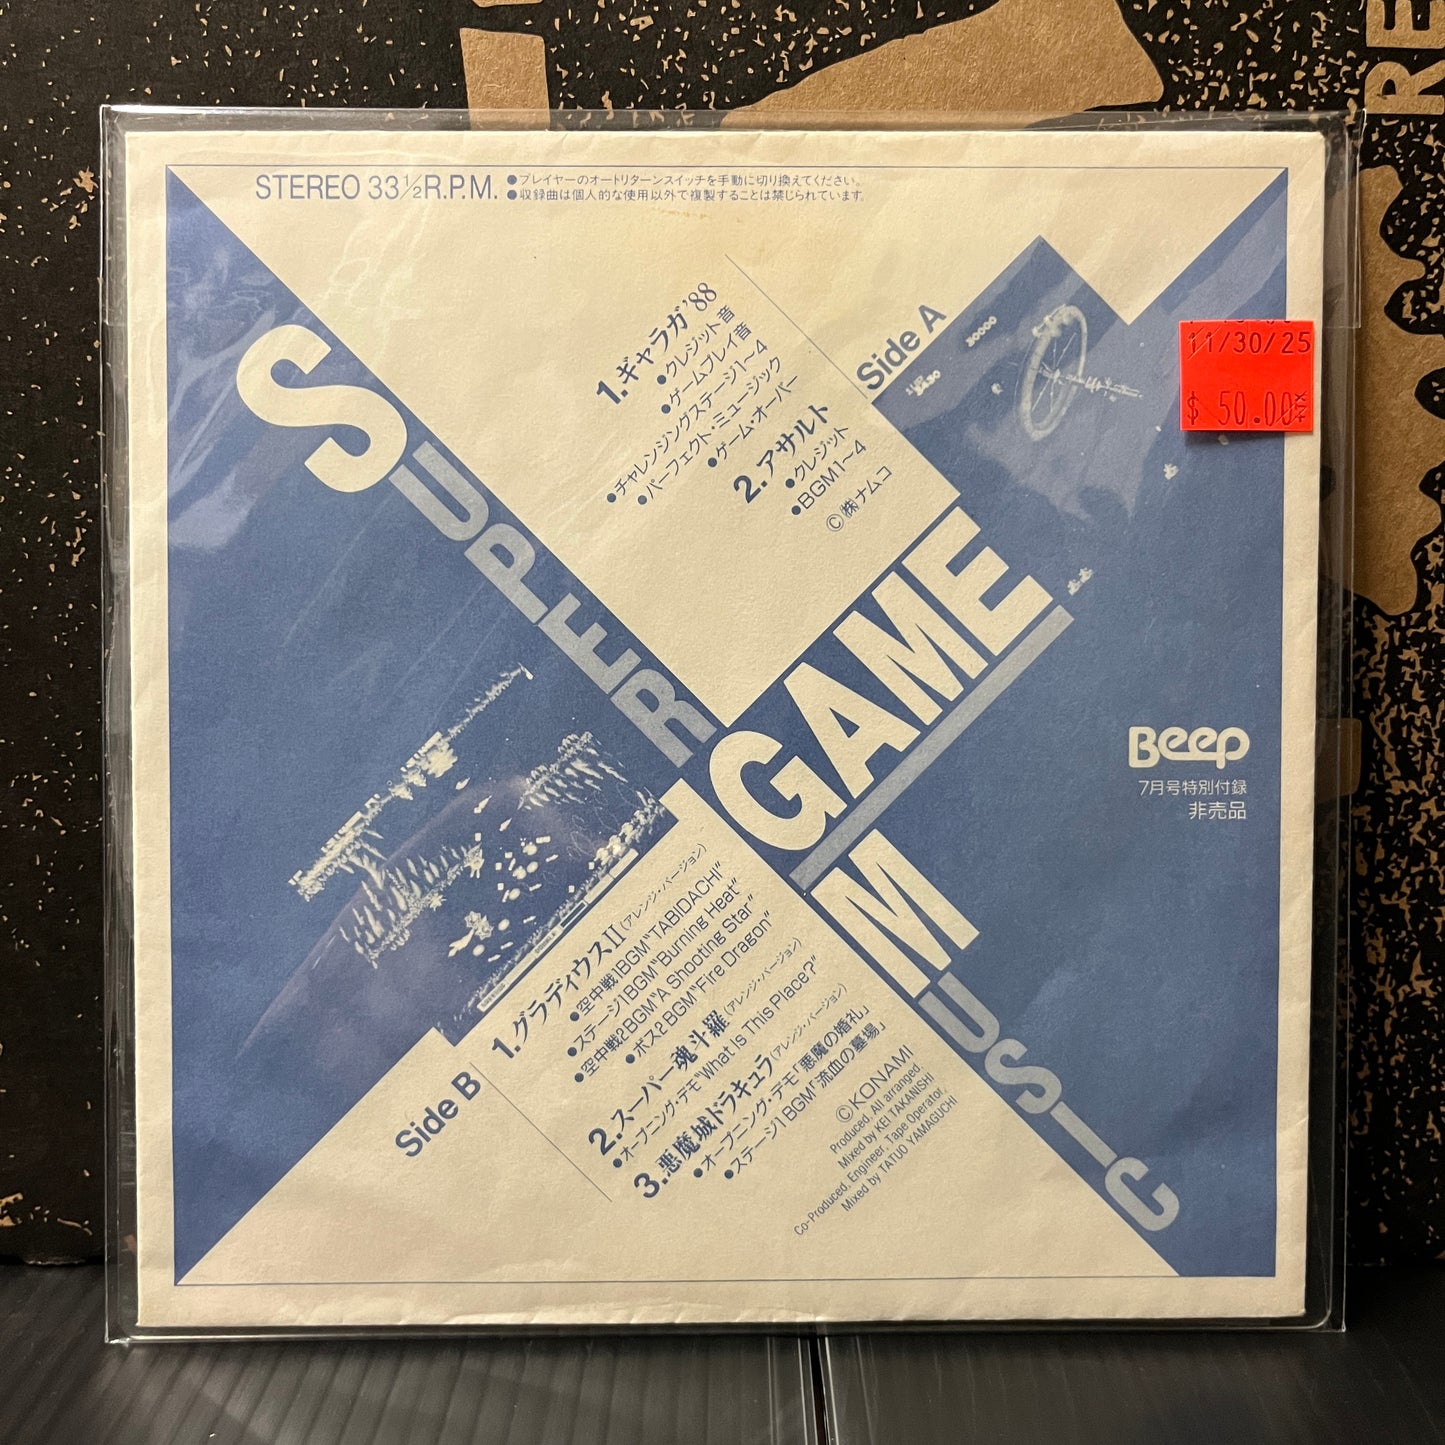 STEREO 33 1/2 R.P.M.
●プレイヤーのオートリターンスイッチを手動に切り換えてください。
●収録曲は個人的な使用以外で複製することは禁じられています。
SUPER
GAME
MUSIC
Side A
1.ギャラガ'88
●クレジット音
●ゲームプレイ音
●チャレンジングステージ1〜4
●パーフェクト・ミュージック
●ゲーム・オーバー
2.アサルト
●クレジット
●BGM1〜4
Ⓒ㈱ナムコ
30000
11/30/25
$ 50.00
Beep
7月号特別付録
非売品
Side B
1.グラディウスII(アレンジ・バージョン)
●空中戦1BGM"TABIDACHI"
●ステージ1BGM"Burning Heat"
●空中戦2BGM"A Shooting Star"
●ボス2BGM"Fire Dragon"
2.スーパー魂斗羅(アレンジ・バージョン)
●オープニング・デモ"What Is This Place?"
3.悪魔城ドラキュラ(アレンジ・バージョン)
●オープニング・デモ「悪魔の婚礼」
●ステージ1BGM「流血の墓場」
ⒸKONAMI
Produced, All arranged,
Mixed by KEI TAKANISHI
Co-Produced, Engineer, Tape Operator,
Mixed by TATUO YAMAGUCHI
RE